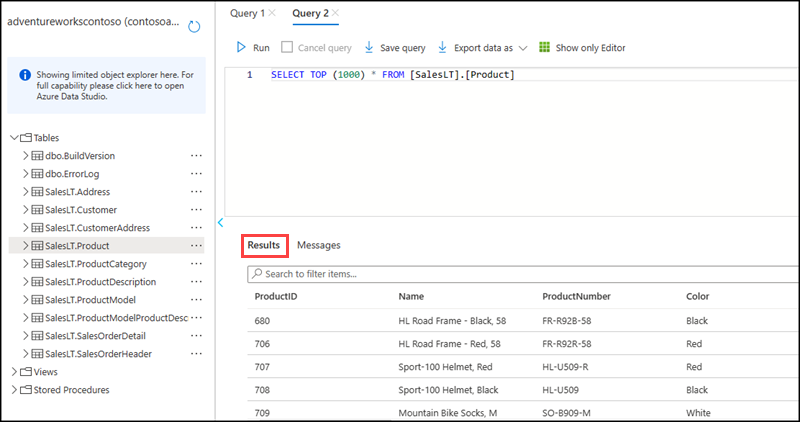 adventureworkscontoso (contosoa...
Query 1
Query 2
Run
Cancel query
Save query
Export data as
Show only Editor
Showing limited object explorer here. For
full capability please click here to open
Azure Data Studio.
1 SELECT TOP (1000) * FROM [SalesLT].[Product]
Tables
dbo.BuildVersion ...
dbo.ErrorLog ...
SalesLT.Address ...
SalesLT.Customer ...
SalesLT.CustomerAddress ...
SalesLT.Product ...
SalesLT.ProductCategory ...
SalesLT.ProductDescription ...
SalesLT.ProductModel ...
SalesLT.ProductModelProductDesc ...
SalesLT.SalesOrderDetail ...
SalesLT.SalesOrderHeader ...
Views
Stored Procedures
Results Messages
Search to filter items...
ProductID Name ProductNumber Color
680 HL Road Frame - Black, 58 FR-R92B-58 Black
706 HL Road Frame - Red, 58 FR-R92R-58 Red
707 Sport-100 Helmet, Red HL-U509-R Red
708 Sport-100 Helmet, Black HL-U509 Black
709 Mountain Bike Socks, M SO-B909-M White